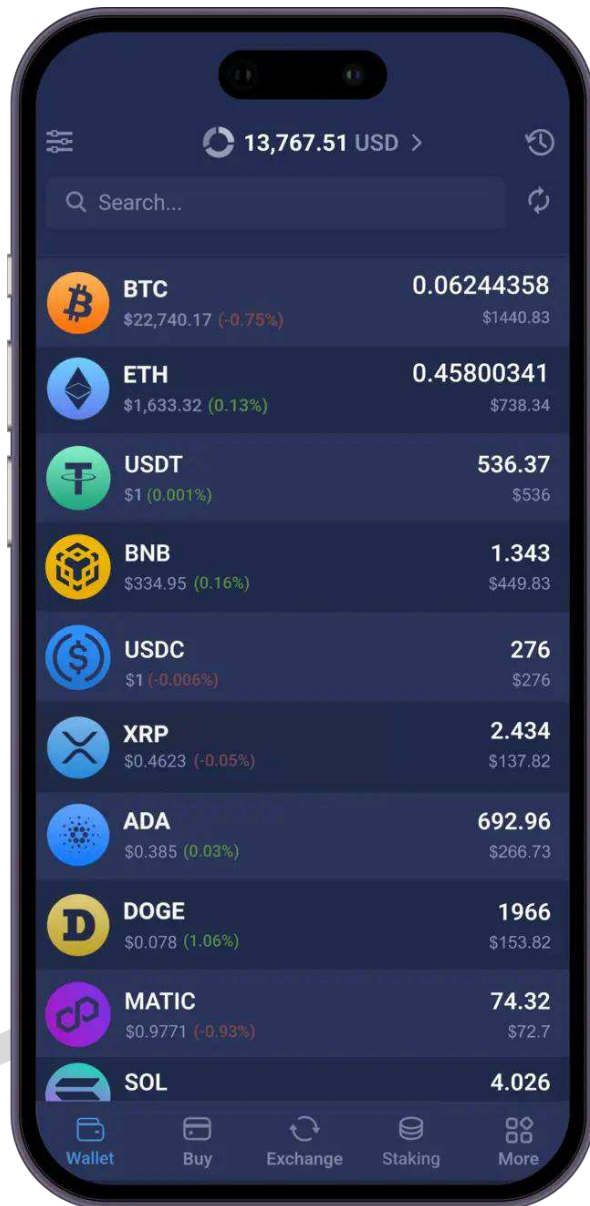 13,767.51 USD >
Search...
BTC 0.06244358
$22,740.17 (-0.75%) $1440.83
ETH 0.45800341
$1,633.32 (0.13%) $738.34
USDT 536.37
$1 (0.001%) $536
BNB 1.343
$334.95 (0.16%) $449.83
USDC 276
$1 (-0.006%) $276
XRP 2.434
$0.4623 (-0.05%) $137.82
ADA 692.96
$0.385 (0.03%) $266.73
DOGE 1966
$0.078 (1.06%) $153.82
MATIC 74.32
$0.9771 (-0.93%) $72.7
SOL 4.026
Wallet Buy Exchange Staking More